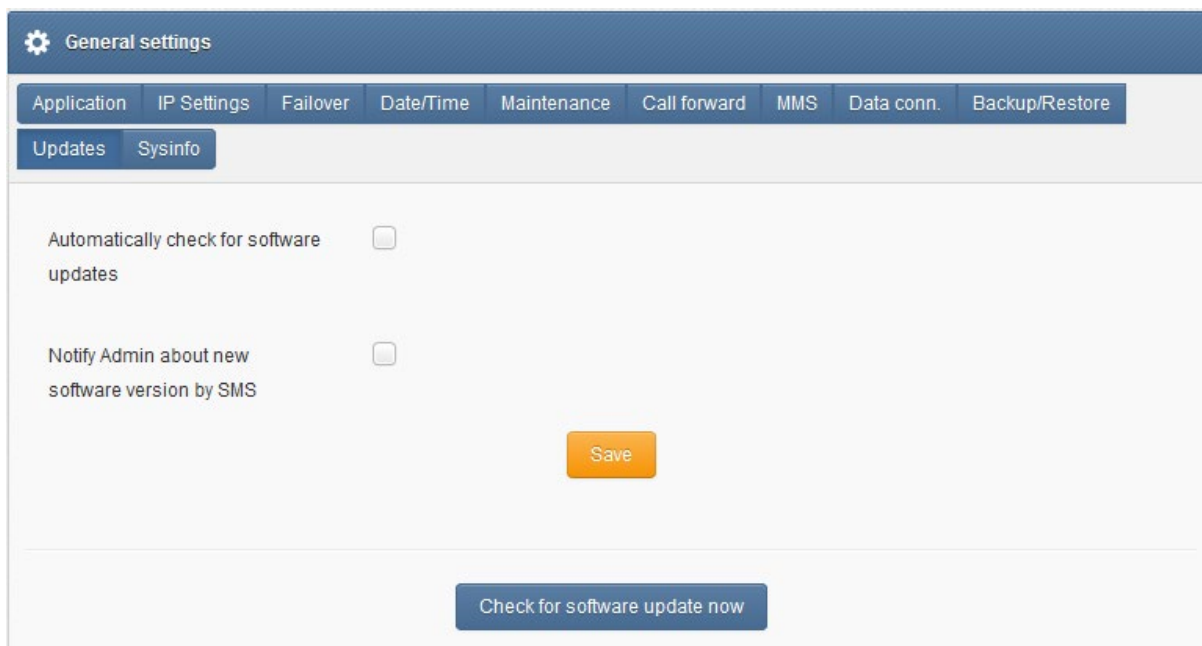 General settings
Application IP Settings Failover Date/Time Maintenance Call forward MMS Data conn. Backup/Restore
Updates Sysinfo
Automatically check for software
updates
Notify Admin about new
software version by SMS
Save
Check for software update now